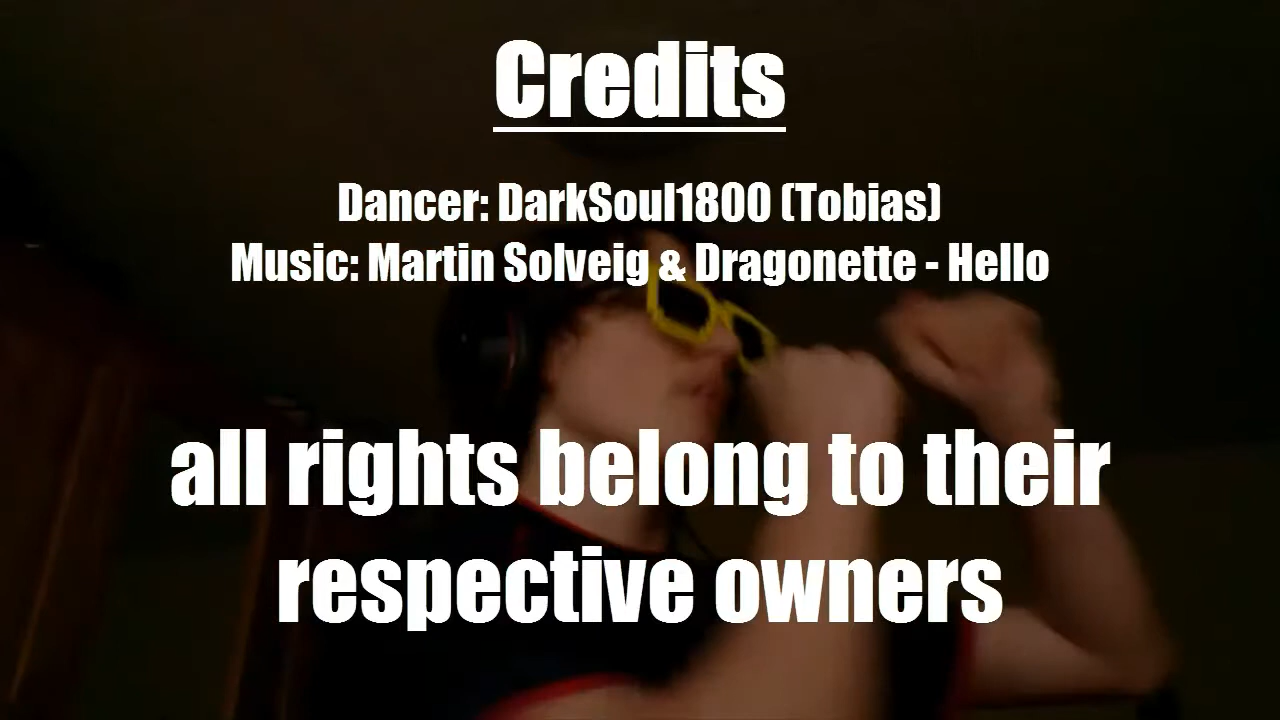 Credits
Dancer: DarkSoul1800 (Tobias)
Music: Martin Solveig & Dragonette - Hello
all rights belong to their
respective owners